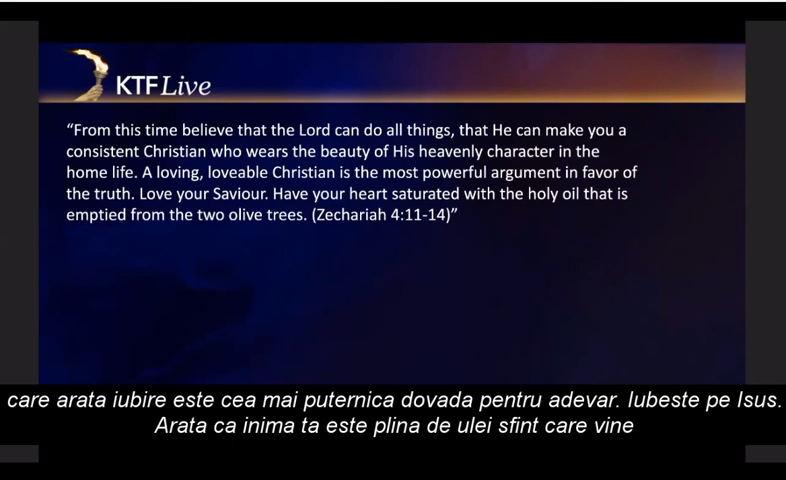 KTF Live
“From this time believe that the Lord can do all things, that He can make you a
consistent Christian who wears the beauty of His heavenly character in the
home life. A loving, loveable Christian is the most powerful argument in favor of
the truth. Love your Saviour. Have your heart saturated with the holy oil that is
emptied from the two olive trees. (Zechariah 4:11-14)”
care arata iubire este cea mai puternica dovada pentru adevar. Iubeste pe Isus.
Arata ca inima ta este plina de ulei sfint care vine